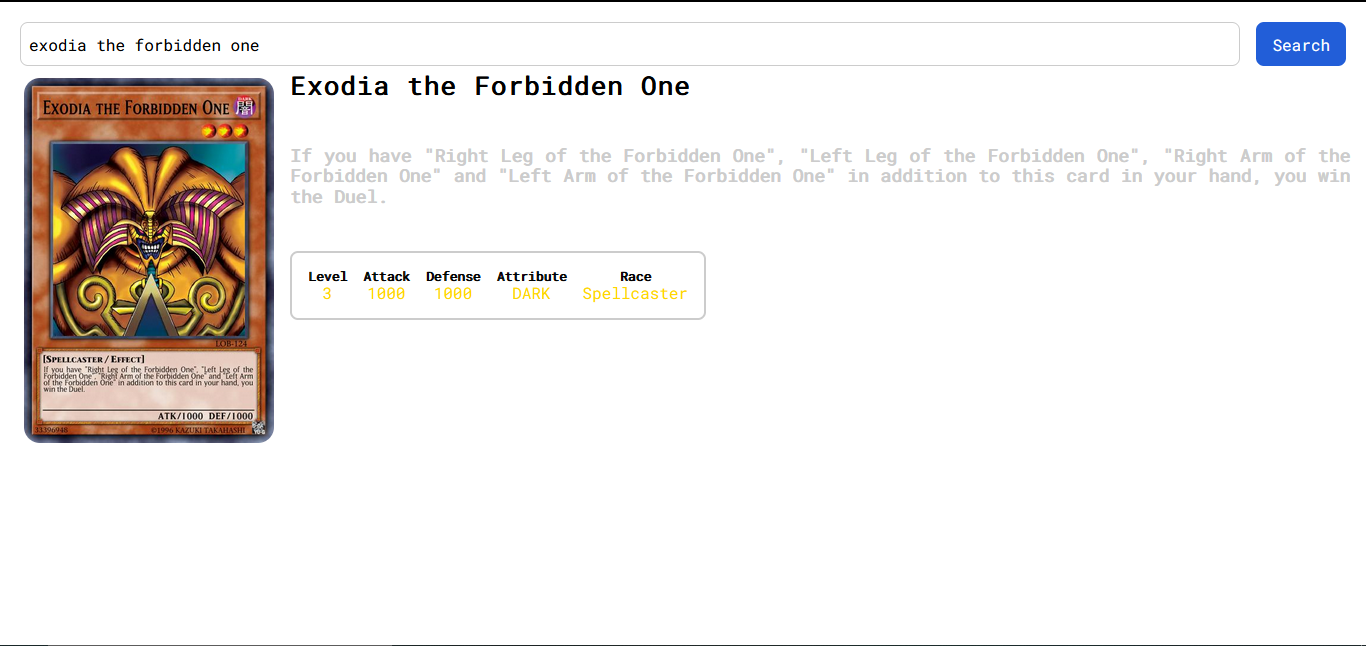 exodia the forbidden one
Search
Exodia the Forbidden One
闇
LOB-124
[Spellcaster / Effect]
If you have "Right Leg of the Forbidden One", "Left Leg of the
Forbidden One", "Right Arm of the Forbidden One" and "Left Arm
of the Forbidden One" in addition to this card in your hand, you
win the Duel.
ATK/1000 DEF/1000
13396948
©1996 KAZUKI TAKAHASHI
Exodia the Forbidden One
If you have "Right Leg of the Forbidden One", "Left Leg of the Forbidden One", "Right Arm of the
Forbidden One" and "Left Arm of the Forbidden One" in addition to this card in your hand, you win
the Duel.
Level Attack Defense Attribute Race
3 1000 1000 DARK Spellcaster